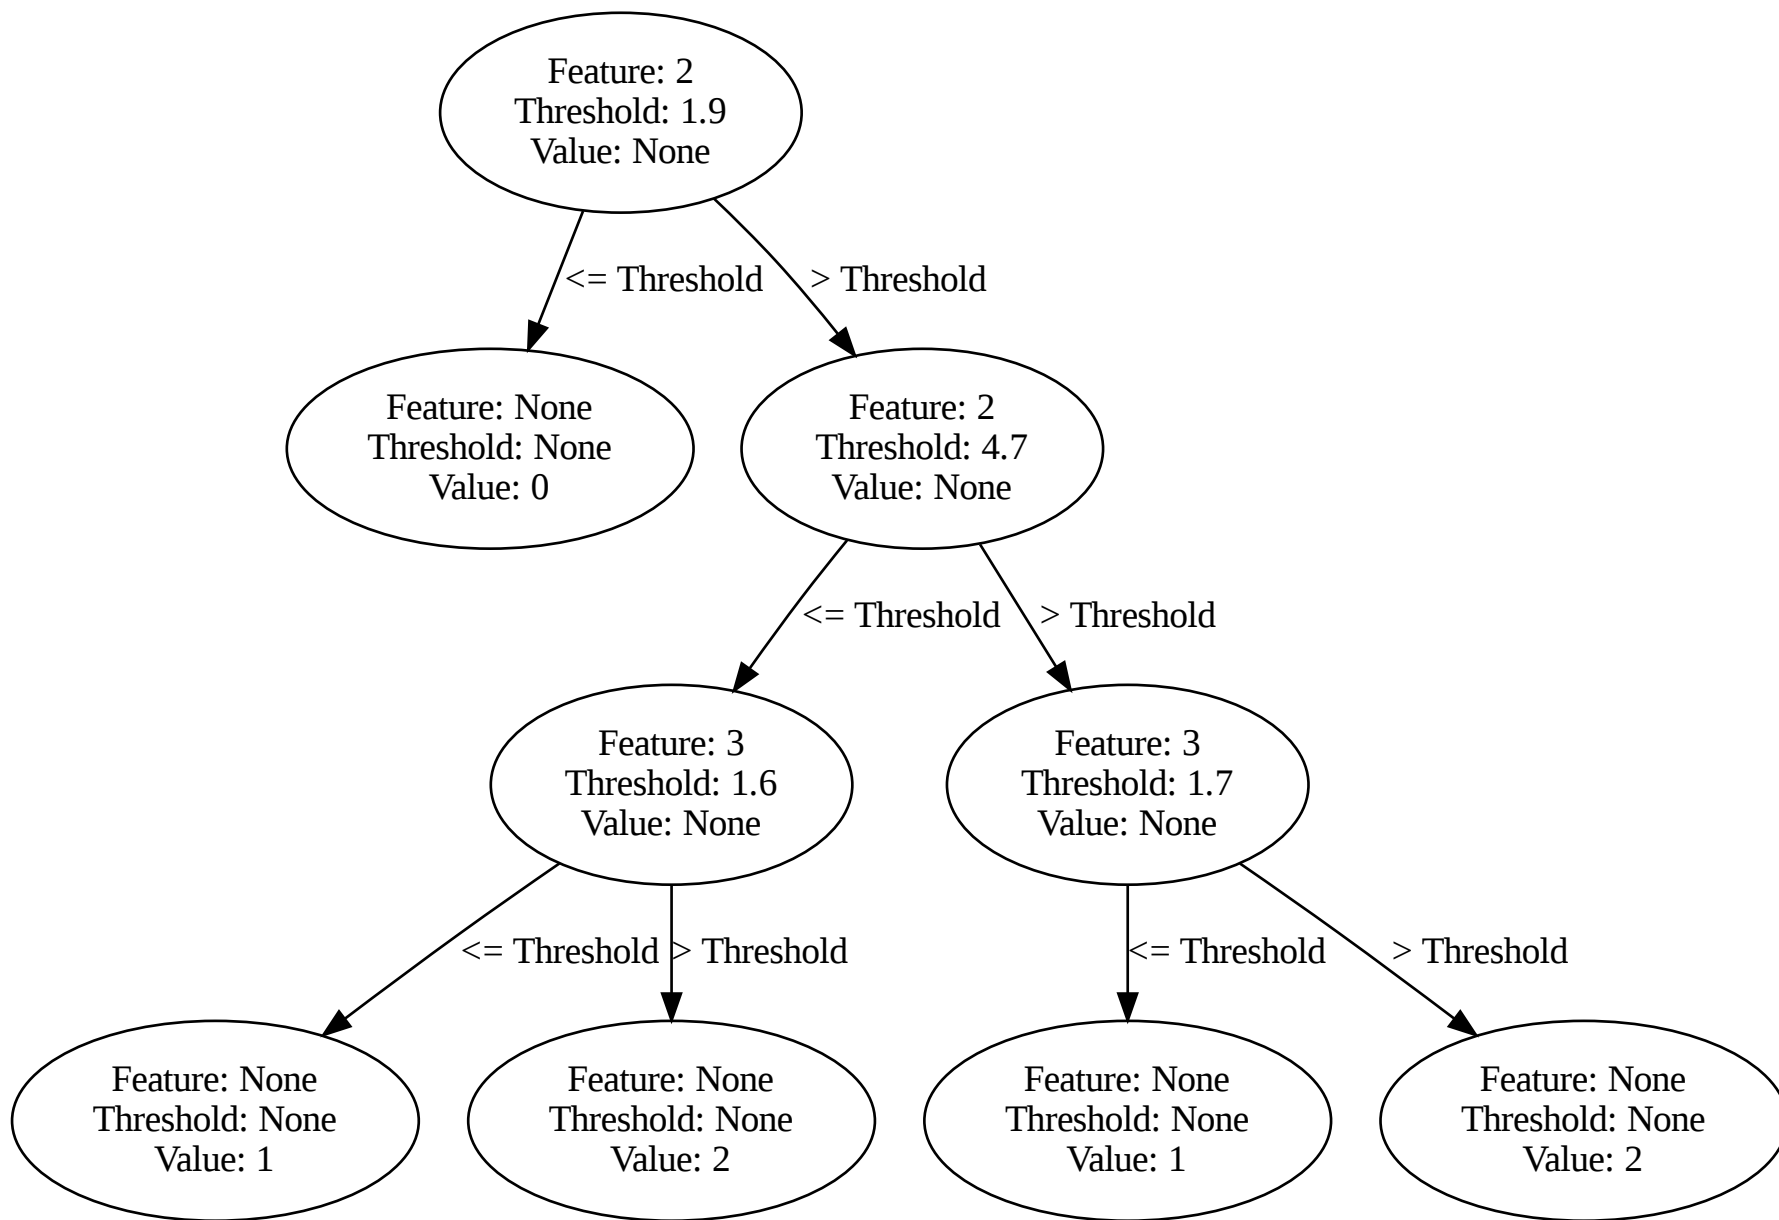 Feature: 2
Threshold: 1.9
Value: None
<= Threshold
> Threshold
Feature: None
Threshold: None
Value: 0
Feature: 2
Threshold: 4.7
Value: None
<= Threshold
> Threshold
Feature: 3
Threshold: 1.6
Value: None
Feature: 3
Threshold: 1.7
Value: None
<= Threshold
> Threshold
<= Threshold
> Threshold
Feature: None
Threshold: None
Value: 1
Feature: None
Threshold: None
Value: 2
Feature: None
Threshold: None
Value: 1
Feature: None
Threshold: None
Value: 2